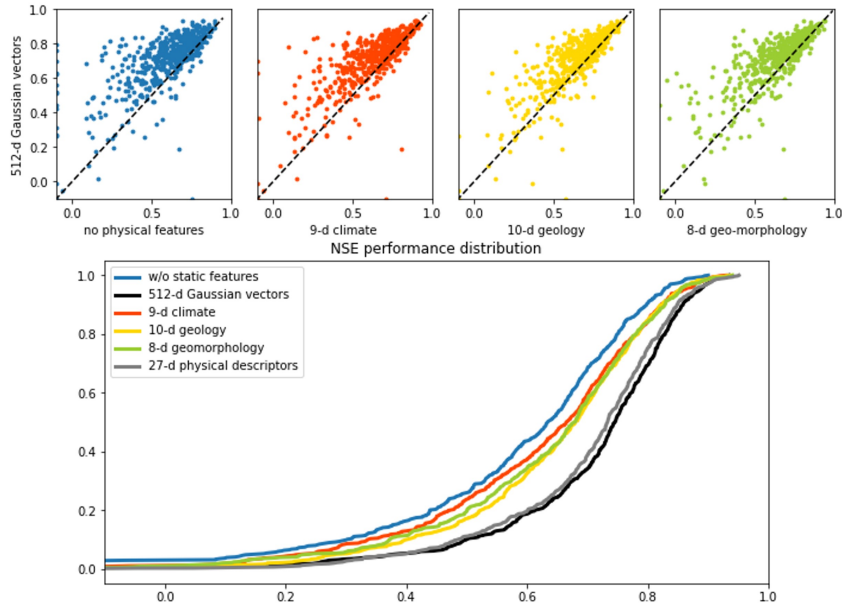 512-d Gaussian vectors
1.0
0.8
0.6
0.4
0.2
0.0
0.0 0.5 1.0
no physical features
0.0 0.5 1.0
9-d climate
0.0 0.5 1.0
10-d geology
0.0 0.5 1.0
8-d geo-morphology
NSE performance distribution
1.0
0.8
0.6
0.4
0.2
0.0
w/o static features
512-d Gaussian vectors
9-d climate
10-d geology
8-d geomorphology
27-d physical descriptors
0.0 0.2 0.4 0.6 0.8 1.0